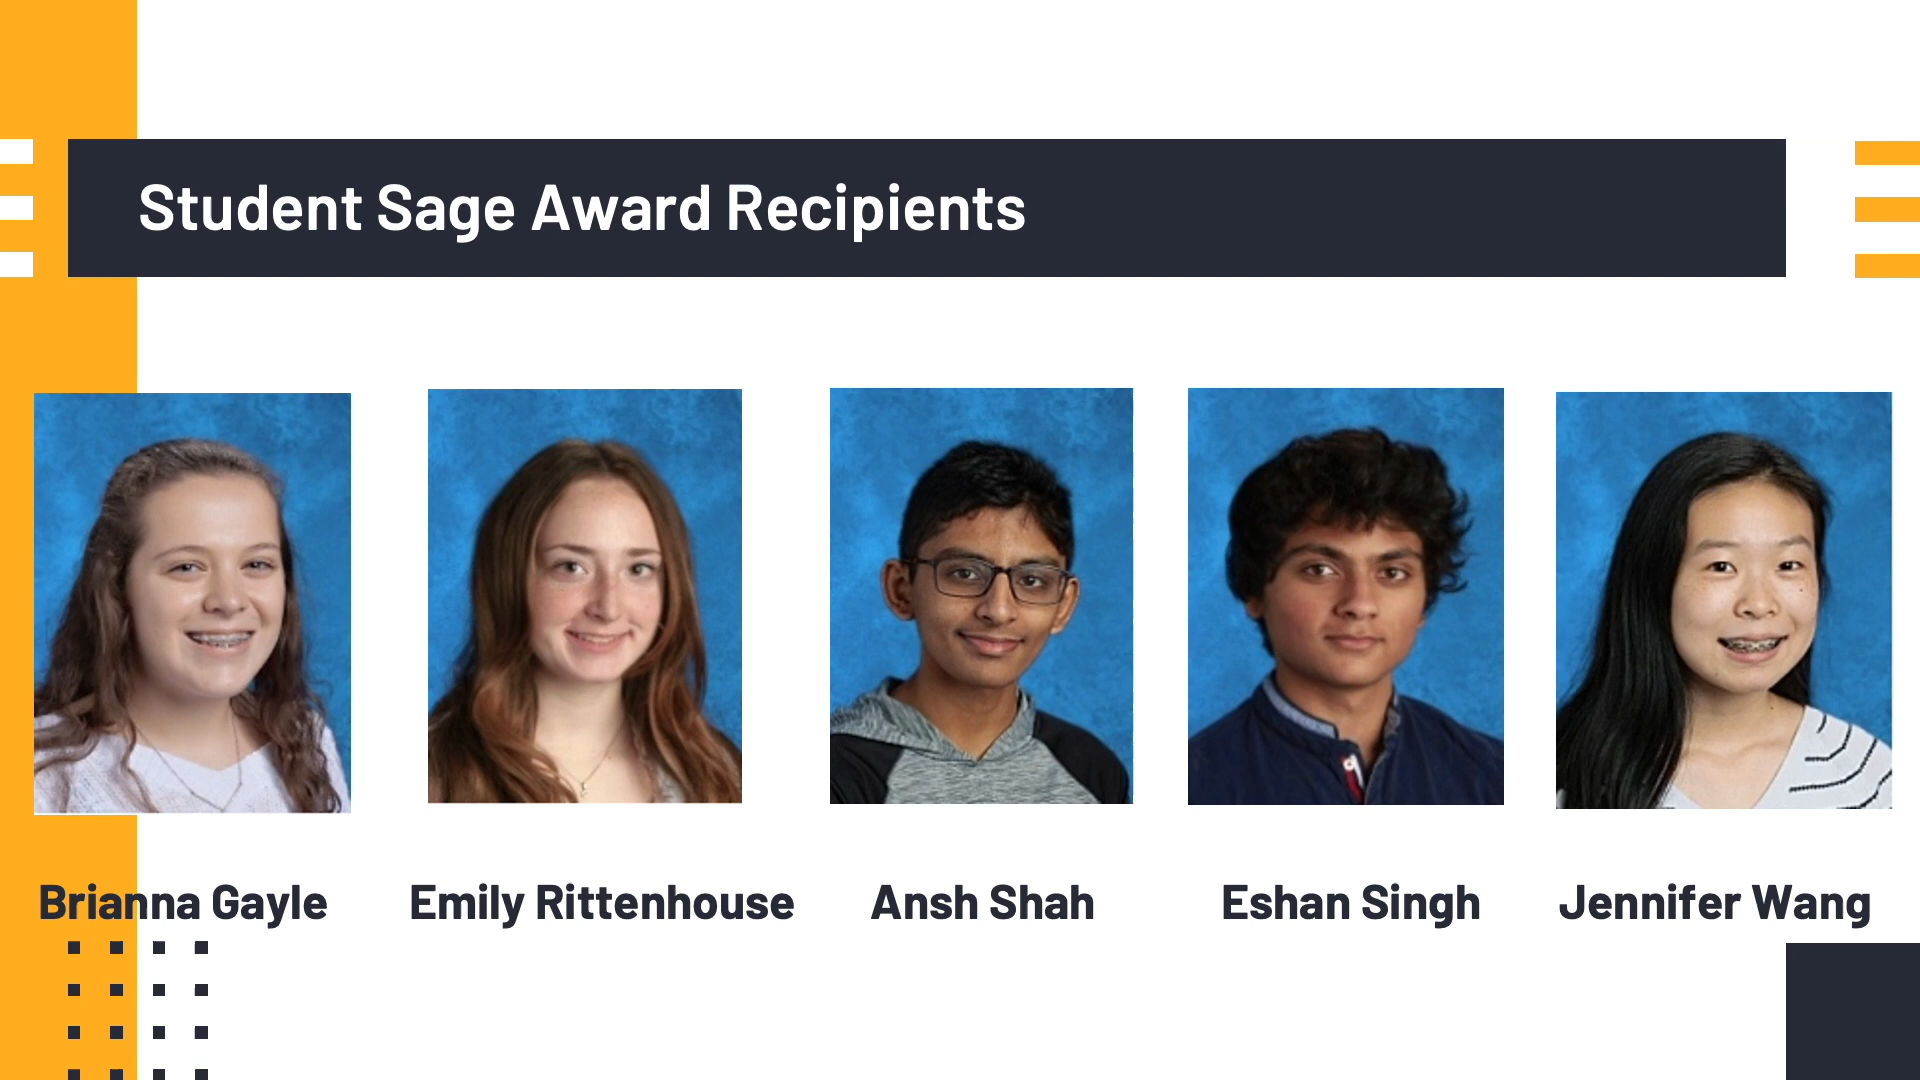 Student Sage Award Recipients
Brianna Gayle
Emily Rittenhouse
Ansh Shah
Eshan Singh
Jennifer Wang